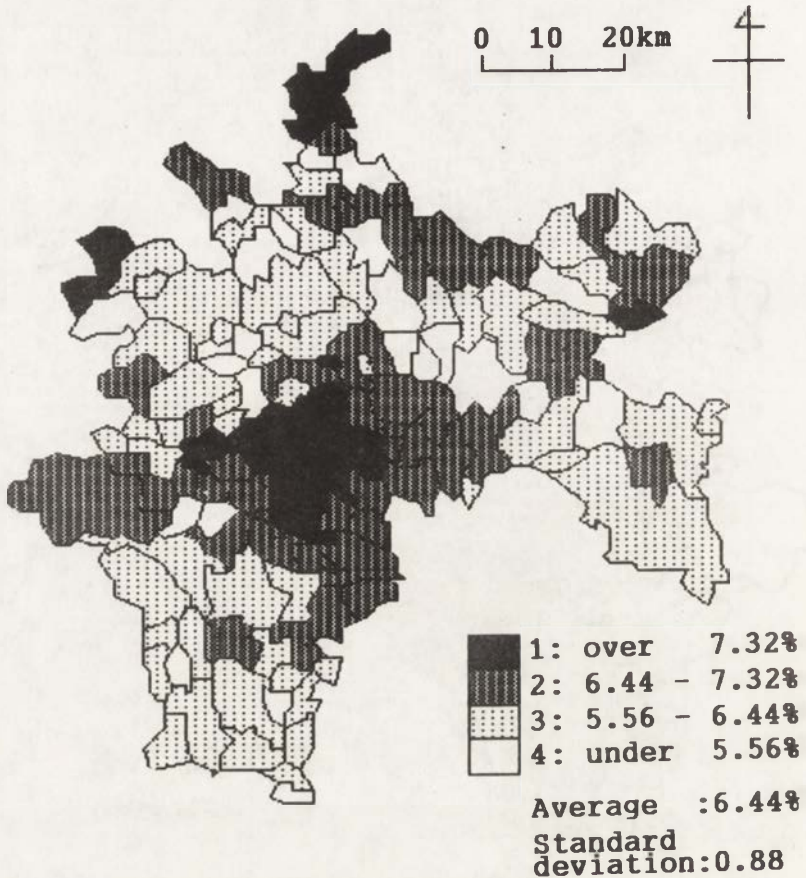 0 10 20km
1: over 7.32%
2: 6.44 - 7.32%
3: 5.56 - 6.44%
4: under 5.56%
Average :6.44%
Standard
deviation:0.88